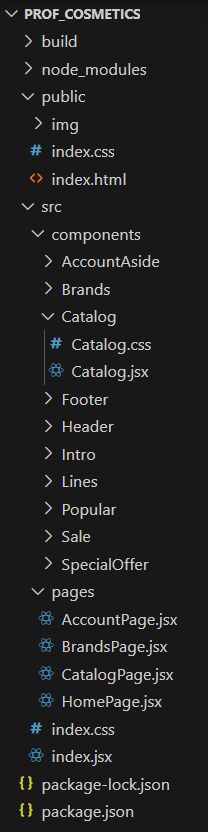 PROF_COSMETICS
build
node_modules
public
img
index.css
index.html
src
components
AccountAside
Brands
Catalog
Catalog.css
Catalog.jsx
Footer
Header
Intro
Lines
Popular
Sale
SpecialOffer
pages
AccountPage.jsx
BrandsPage.jsx
CatalogPage.jsx
HomePage.jsx
index.css
index.jsx
package-lock.json
package.json